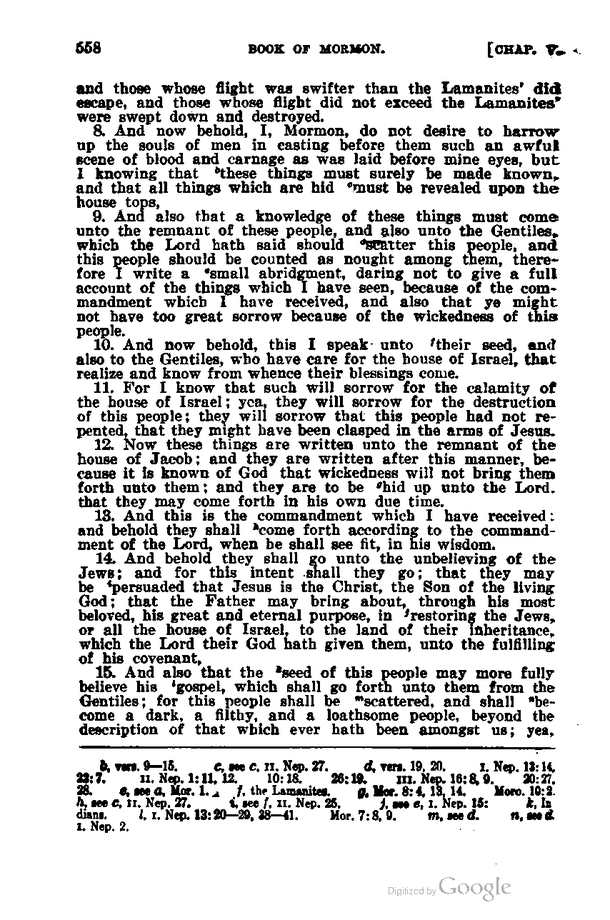 558 BOOK OF MORMON. [CHAP. V.
and those whose flight was swifter than the Lamanites' did
escape, and those whose flight did not exceed the Lamanites'
were swept down and destroyed.
8. And now behold, I, Mormon, do not desire to harrow
up the souls of men in casting before them such an awful
scene of blood and carnage as was laid before mine eyes, but
I knowing that ᵇthese things must surely be made known,
and that all things which are hid ᶜmust be revealed upon the
house tops,
9. And also that a knowledge of these things must come
unto the remnant of these people, and also unto the Gentiles,
which the Lord hath said should ᵈscatter this people, and
this people should be counted as nought among them, there-
fore I write a ᵉsmall abridgment, daring not to give a full
account of the things which I have seen, because of the com-
mandment which I have received, and also that ye might
not have too great sorrow because of the wickedness of this
people.
10. And now behold, this I speak unto ᶠtheir seed, and
also to the Gentiles, who have care for the house of Israel, that
realize and know from whence their blessings come.
11. For I know that such will sorrow for the calamity of
the house of Israel; yea, they will sorrow for the destruction
of this people; they will sorrow that this people had not re-
pented, that they might have been clasped in the arms of Jesus.
12. Now these things are written unto the remnant of the
house of Jacob; and they are written after this manner, be-
cause it is known of God that wickedness will not bring them
forth unto them; and they are to be ᵍhid up unto the Lord.
that they may come forth in his own due time.
13. And this is the commandment which I have received:
and behold they shall ʰcome forth according to the command-
ment of the Lord, when he shall see fit, in his wisdom.
14. And behold they shall go unto the unbelieving of the
Jews; and for this intent shall they go; that they may
be ⁱpersuaded that Jesus is the Christ, the Son of the living
God; that the Father may bring about, through his most
beloved, his great and eternal purpose, in ʲrestoring the Jews,
or all the house of Israel, to the land of their inheritance,
which the Lord their God hath given them, unto the fulfilling
of his covenant,
15. And also that the ᵏseed of this people may more fully
believe his ˡgospel, which shall go forth unto them from the
Gentiles; for this people shall be ᵐscattered, and shall ⁿbe-
come a dark, a filthy, and a loathsome people, beyond the
description of that which ever hath been amongst us; yea,
b, vers. 9—15. c, see c, II. Nep. 27. d, vers. 19, 20. I. Nep. 13:14.
22:7. II. Nep. 1:11, 12. 10:18. 26:19. III. Nep. 16:8, 9. 20:27.
28. e, see a, Mor. 1. f, the Lamanites. g, Mor. 8:4, 13, 14. Moro. 10:2.
h, see c, II. Nep. 27. i, see f, II. Nep. 25. j, see e, I. Nep. 15: k, In
dians. l, I. Nep. 13:20—29, 38—41. Mor. 7:8, 9. m, see d. n, see d.
I. Nep. 2.
Digitized by Google